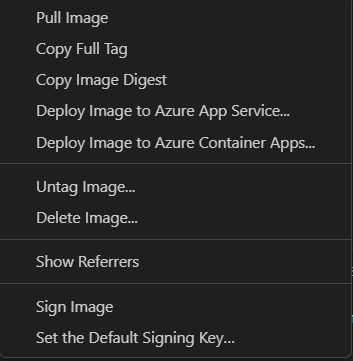 Pull Image
Copy Full Tag
Copy Image Digest
Deploy Image to Azure App Service...
Deploy Image to Azure Container Apps...
Untag Image...
Delete Image...
Show Referrers
Sign Image
Set the Default Signing Key...